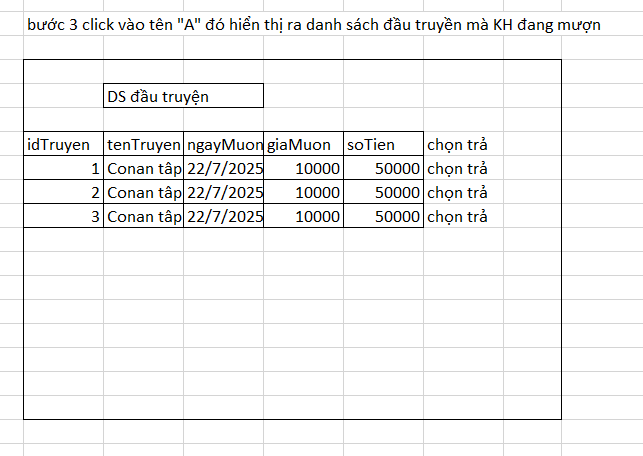 bước 3 click vào tên "A" đó hiển thị ra danh sách đầu truyền mà KH đang mượn
DS đầu truyện
idTruyen tenTruyen ngayMuon giaMuon soTien chọn trả
1 Conan tập 22/7/2025 10000 50000 chọn trả
2 Conan tập 22/7/2025 10000 50000 chọn trả
3 Conan tập 22/7/2025 10000 50000 chọn trả